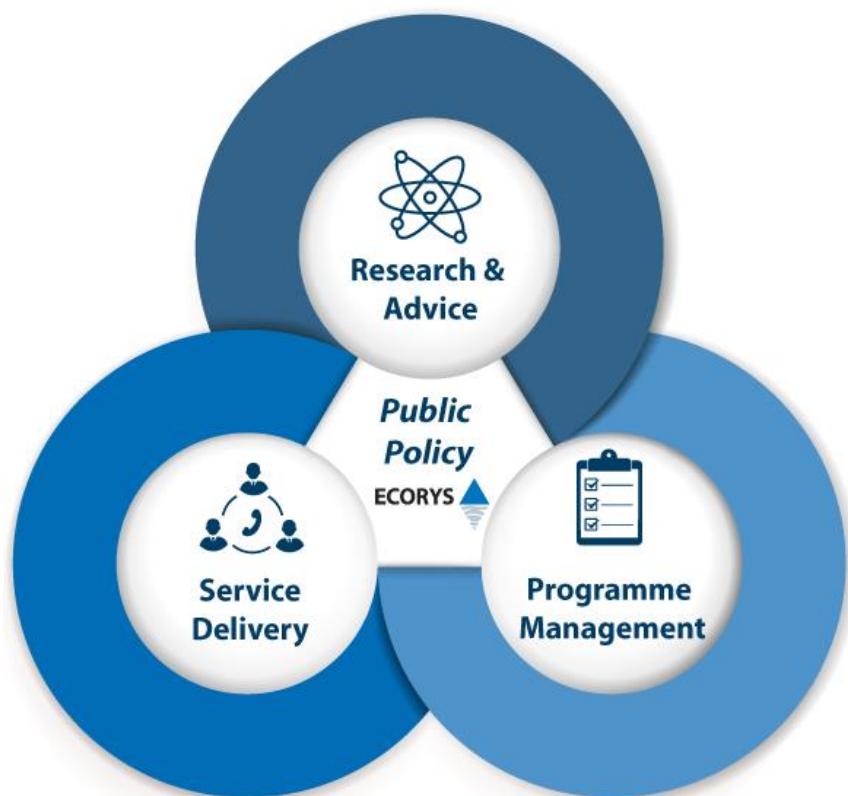 Research &
Advice
Public
Policy
ECORYS
Service
Delivery
Programme
Management